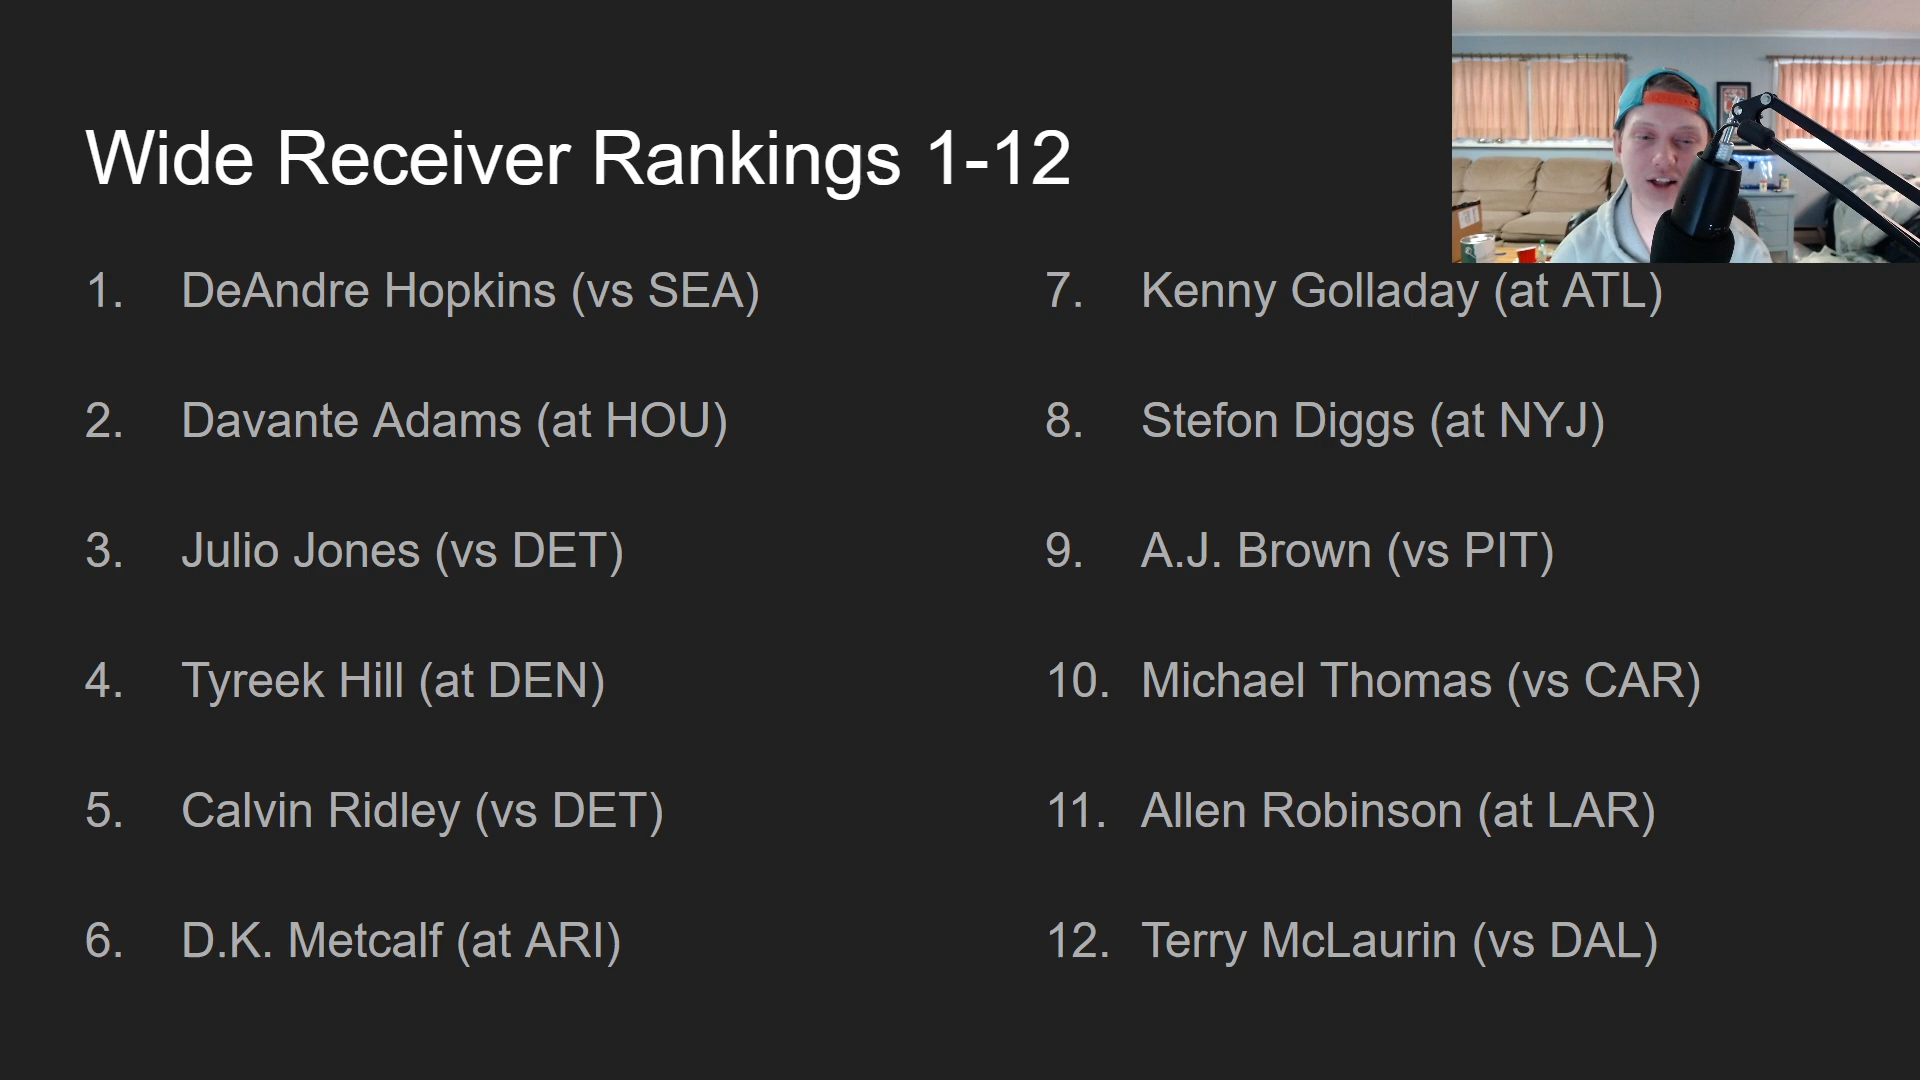 Wide Receiver Rankings 1-12
1. DeAndre Hopkins (vs SEA)
2. Davante Adams (at HOU)
3. Julio Jones (vs DET)
4. Tyreek Hill (at DEN)
5. Calvin Ridley (vs DET)
6. D.K. Metcalf (at ARI)
7. Kenny Golladay (at ATL)
8. Stefon Diggs (at NYJ)
9. A.J. Brown (vs PIT)
10. Michael Thomas (vs CAR)
11. Allen Robinson (at LAR)
12. Terry McLaurin (vs DAL)